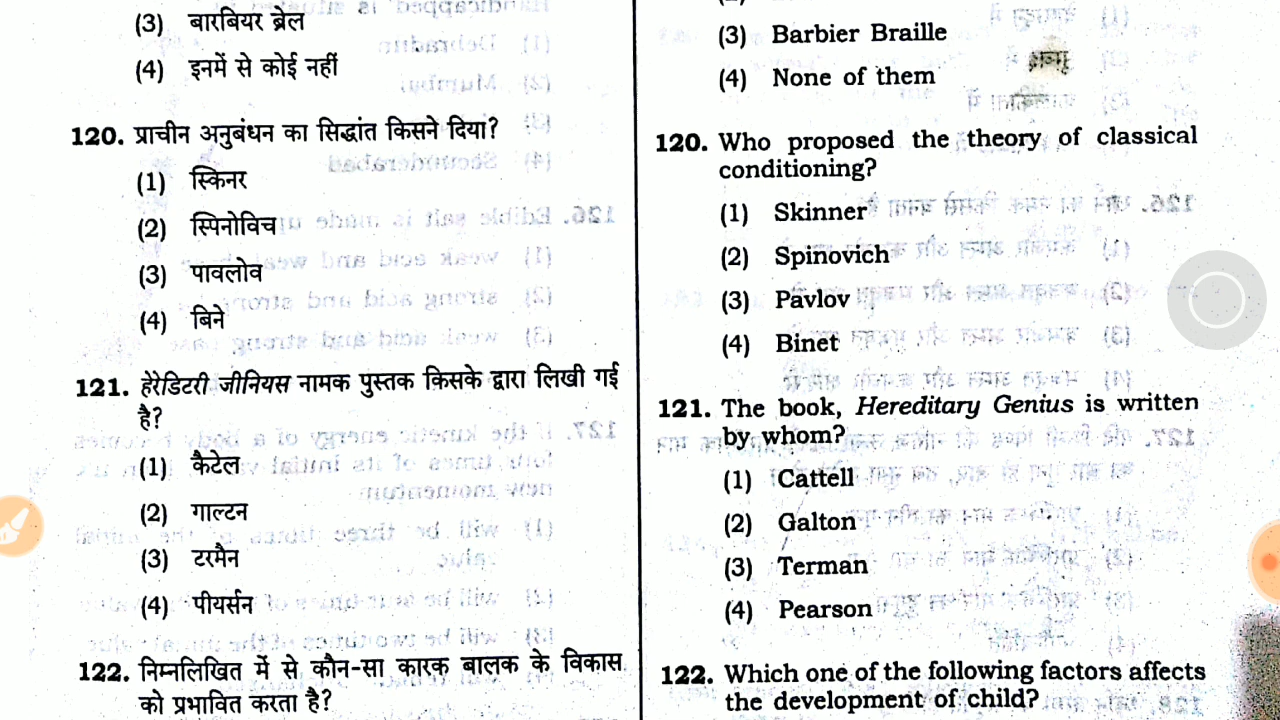 (3) बारबियर ब्रेल
(4) इनमें से कोई नहीं
120. प्राचीन अनुबंधन का सिद्धांत किसने दिया?
(1) स्किनर
(2) स्पिनोविच
(3) पावलोव
(4) बिने
121. हेरेडिटरी जीनियस नामक पुस्तक किसके द्वारा लिखी गई
है?
(1) कैटेल
(2) गाल्टन
(3) टरमैन
(4) पीयर्सन
122. निम्नलिखित में से कौन-सा कारक बालक के विकास
को प्रभावित करता है?
(3) Barbier Braille
(4) None of them
120. Who proposed the theory of classical
conditioning?
(1) Skinner
(2) Spinovich
(3) Pavlov
(4) Binet
121. The book, Hereditary Genius is written
by whom?
(1) Cattell
(2) Galton
(3) Terman
(4) Pearson
122. Which one of the following factors affects
the development of child?